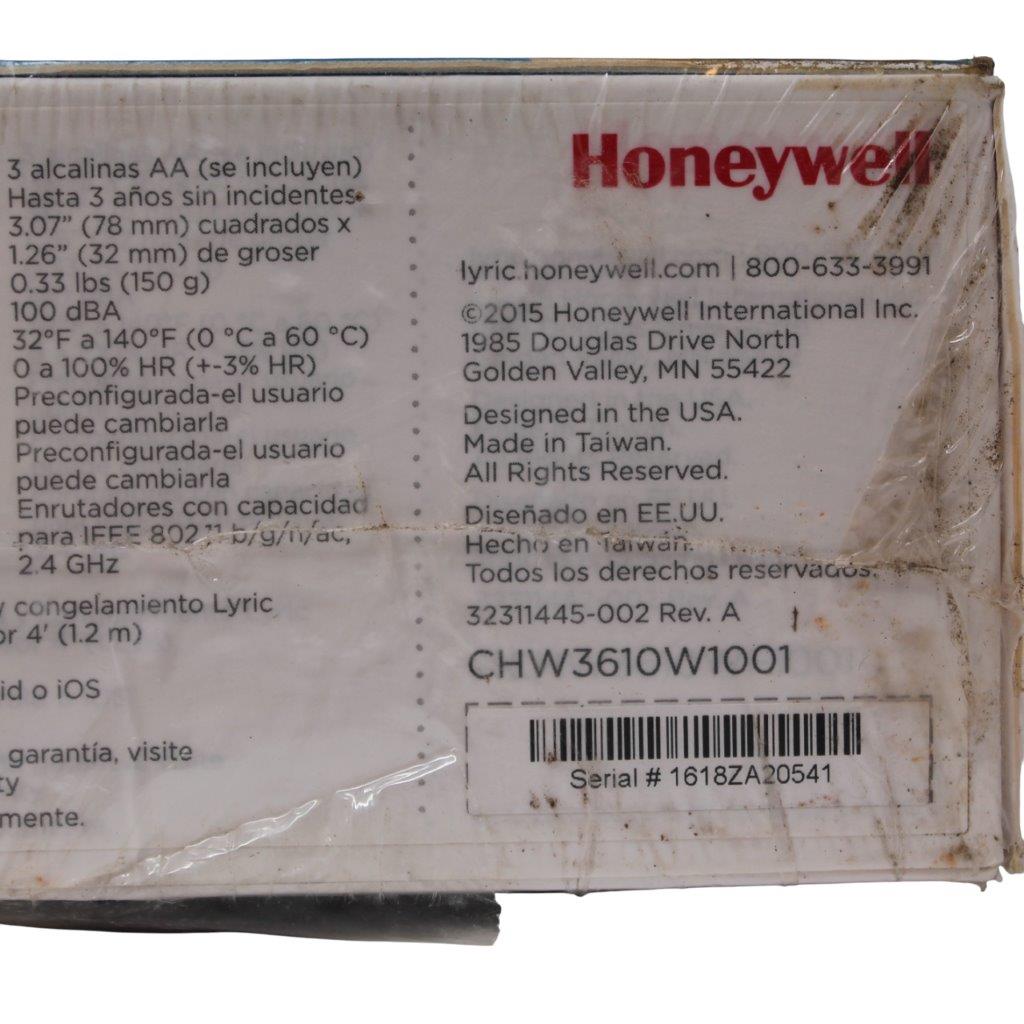 3 alcalinas AA (se incluyen)
Hasta 3 años sin incidentes
3.07” (78 mm) cuadrados x
1.26” (32 mm) de groser
0.33 lbs (150 g)
100 dBA
32°F a 140°F (0 °C a 60 °C)
0 a 100% HR (+-3% HR)
Preconfigurada-el usuario
puede cambiarla
Preconfigurada-el usuario
puede cambiarla
Enrutadores con capacidad
para IEEE 802.11 b/g/n/ac,
2.4 GHz
y congelamiento Lyric
or 4' (1.2 m)
id o iOS
garantía, visite
ty
mente.
Honeywell
lyric.honeywell.com | 800-633-3991
©2015 Honeywell International Inc.
1985 Douglas Drive North
Golden Valley, MN 55422
Designed in the USA.
Made in Taiwan.
All Rights Reserved.
Diseñado en EE.UU.
Hecho en Taiwán.
Todos los derechos reservados.
32311445-002 Rev. A
CHW3610W1001
Serial # 1618ZA20541